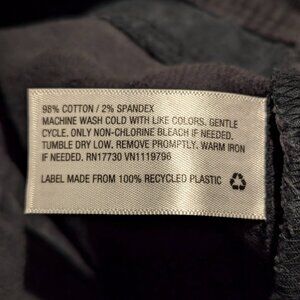 98% COTTON / 2% SPANDEX
MACHINE WASH COLD WITH LIKE COLORS. GENTLE
CYCLE. ONLY NON-CHLORINE BLEACH IF NEEDED.
TUMBLE DRY LOW. REMOVE PROMPTLY. WARM IRON
IF NEEDED. RN17730 VN1119796
LABEL MADE FROM 100% RECYCLED PLASTIC